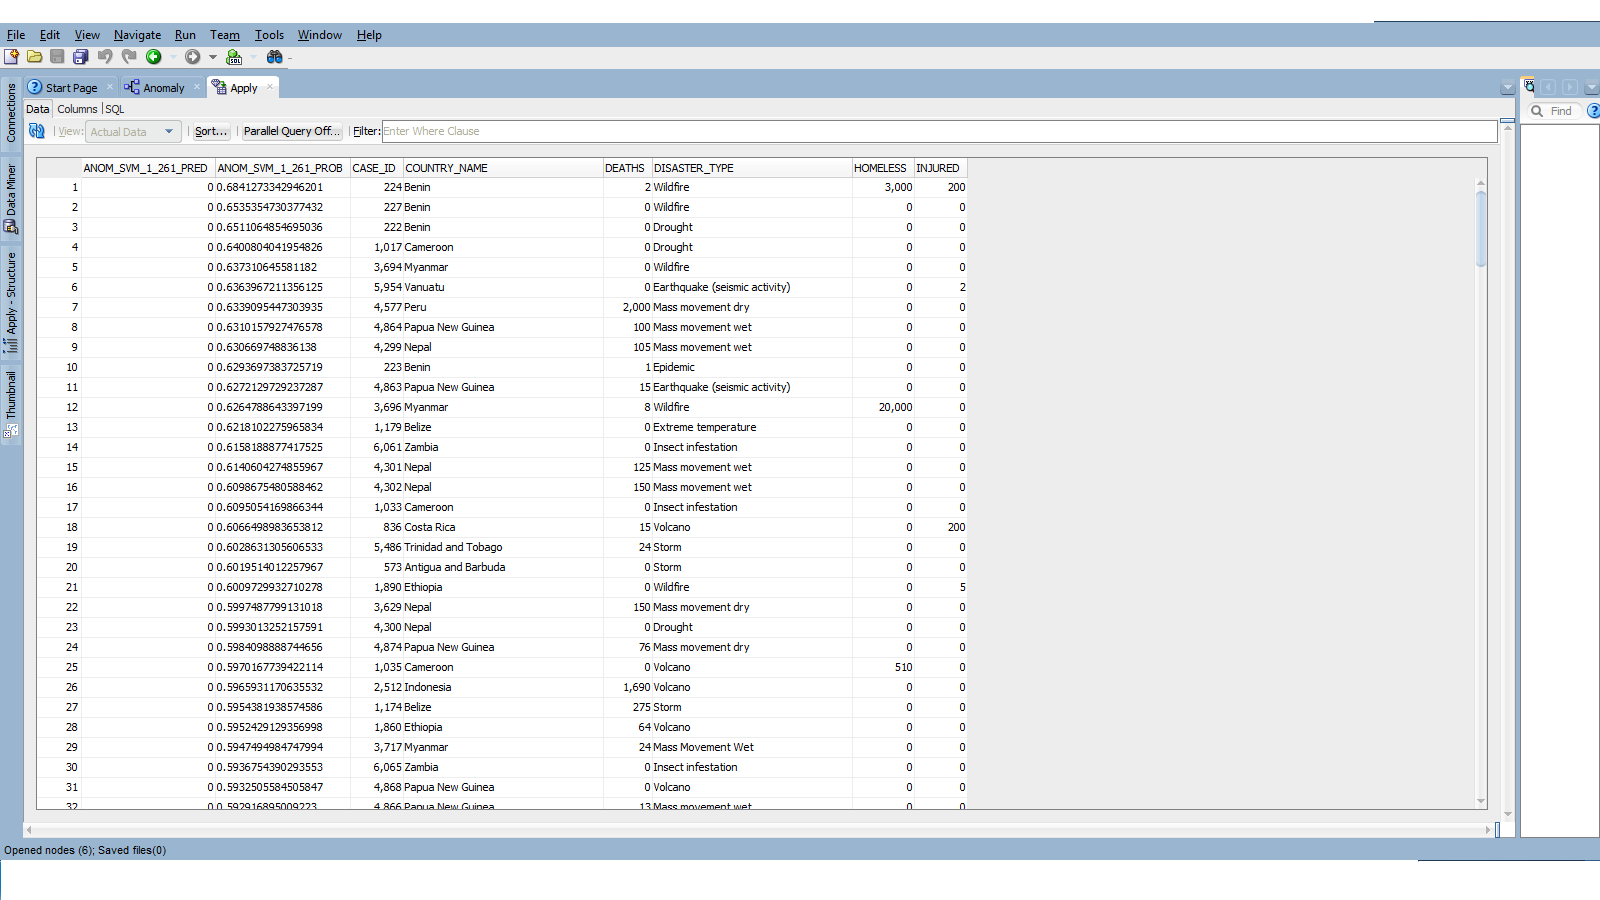 File Edit View Navigate Run Team Tools Window Help
Start Page Anomaly Apply
Data Columns SQL
View: Actual Data Sort... Parallel Query Off... Filter: Enter Where Clause
Find
Connections
Data Miner
Apply - Structure
Thumbnail
ANOM_SVM_1_261_PRED ANOM_SVM_1_261_PROB CASE_ID COUNTRY_NAME DEATHS DISASTER_TYPE HOMELESS INJURED
1 0 0.6841273342946201 224 Benin 2 Wildfire 3,000 200
2 0 0.6535354730377432 227 Benin 0 Wildfire 0 0
3 0 0.6511064854695036 222 Benin 0 Drought 0 0
4 0 0.6400804041954826 1,017 Cameroon 0 Drought 0 0
5 0 0.637310645581182 3,694 Myanmar 0 Wildfire 0 0
6 0 0.6363967211356125 5,954 Vanuatu 0 Earthquake (seismic activity) 0 2
7 0 0.6339095447303935 4,577 Peru 2,000 Mass movement dry 0 0
8 0 0.6310157927476578 4,864 Papua New Guinea 100 Mass movement wet 0 0
9 0 0.630669748836138 4,299 Nepal 105 Mass movement wet 0 0
10 0 0.6293697383725719 223 Benin 1 Epidemic 0 0
11 0 0.6272129729237287 4,863 Papua New Guinea 15 Earthquake (seismic activity) 0 0
12 0 0.6264788643397199 3,696 Myanmar 8 Wildfire 20,000 0
13 0 0.6218102275965834 1,179 Belize 0 Extreme temperature 0 0
14 0 0.6158188877417525 6,061 Zambia 0 Insect infestation 0 0
15 0 0.6140604274855967 4,301 Nepal 125 Mass movement wet 0 0
16 0 0.6098675480588462 4,302 Nepal 150 Mass movement wet 0 0
17 0 0.6095054169866344 1,033 Cameroon 0 Insect infestation 0 0
18 0 0.6066498983653812 836 Costa Rica 15 Volcano 0 200
19 0 0.6028631305606533 5,486 Trinidad and Tobago 24 Storm 0 0
20 0 0.6019514012257967 573 Antigua and Barbuda 0 Storm 0 0
21 0 0.6009729932710278 1,890 Ethiopia 0 Wildfire 0 5
22 0 0.5997487799131018 3,629 Nepal 150 Mass movement dry 0 0
23 0 0.5993013252157591 4,300 Nepal 0 Drought 0 0
24 0 0.5984098888744656 4,874 Papua New Guinea 76 Mass movement dry 0 0
25 0 0.5970167739422114 1,035 Cameroon 0 Volcano 510 0
26 0 0.5965931170635532 2,512 Indonesia 1,690 Volcano 0 0
27 0 0.5954381938574586 1,174 Belize 275 Storm 0 0
28 0 0.5952429129356998 1,860 Ethiopia 64 Volcano 0 0
29 0 0.5947494984747994 3,717 Myanmar 24 Mass Movement Wet 0 0
30 0 0.5936754390293553 6,065 Zambia 0 Insect infestation 0 0
31 0 0.5932505584505847 4,868 Papua New Guinea 0 Volcano 0 0
32 0 0.592916895009223 4,866 Papua New Guinea 13 Mass movement wet 0 0
Opened nodes (6); Saved files(0)